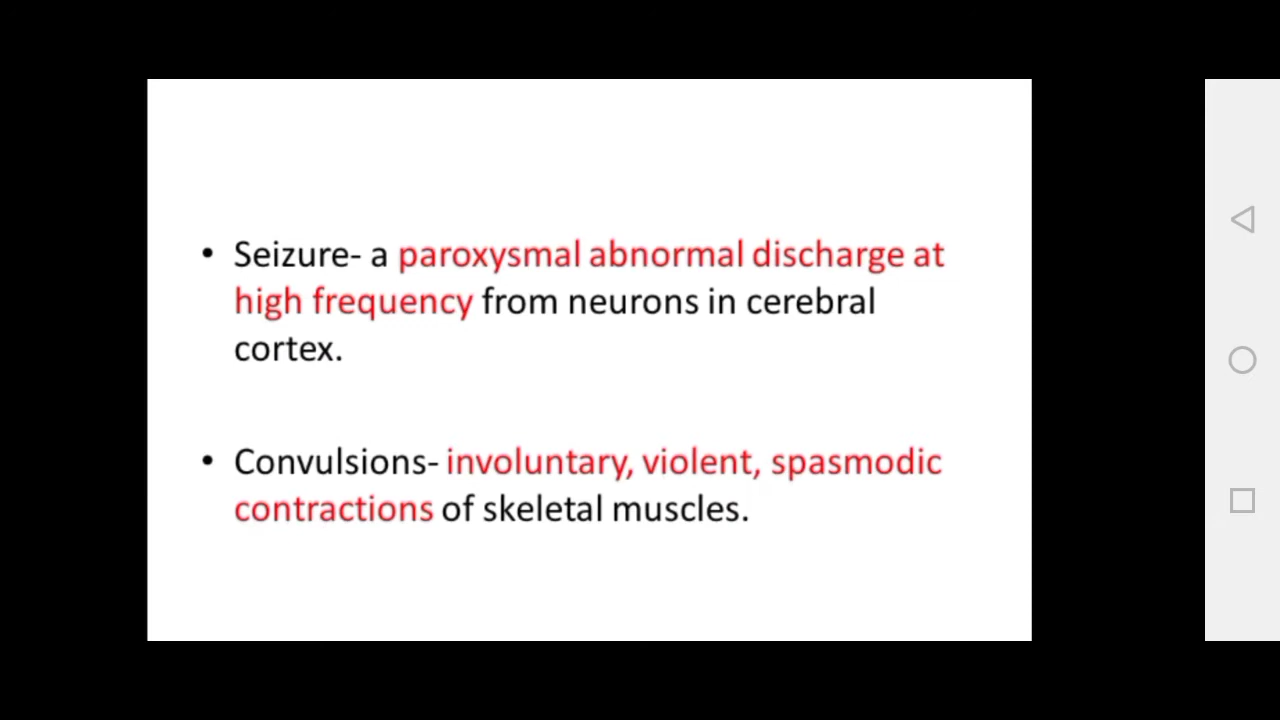 • Seizure- a paroxysmal abnormal discharge at
high frequency from neurons in cerebral
cortex.
• Convulsions- involuntary, violent, spasmodic
contractions of skeletal muscles.